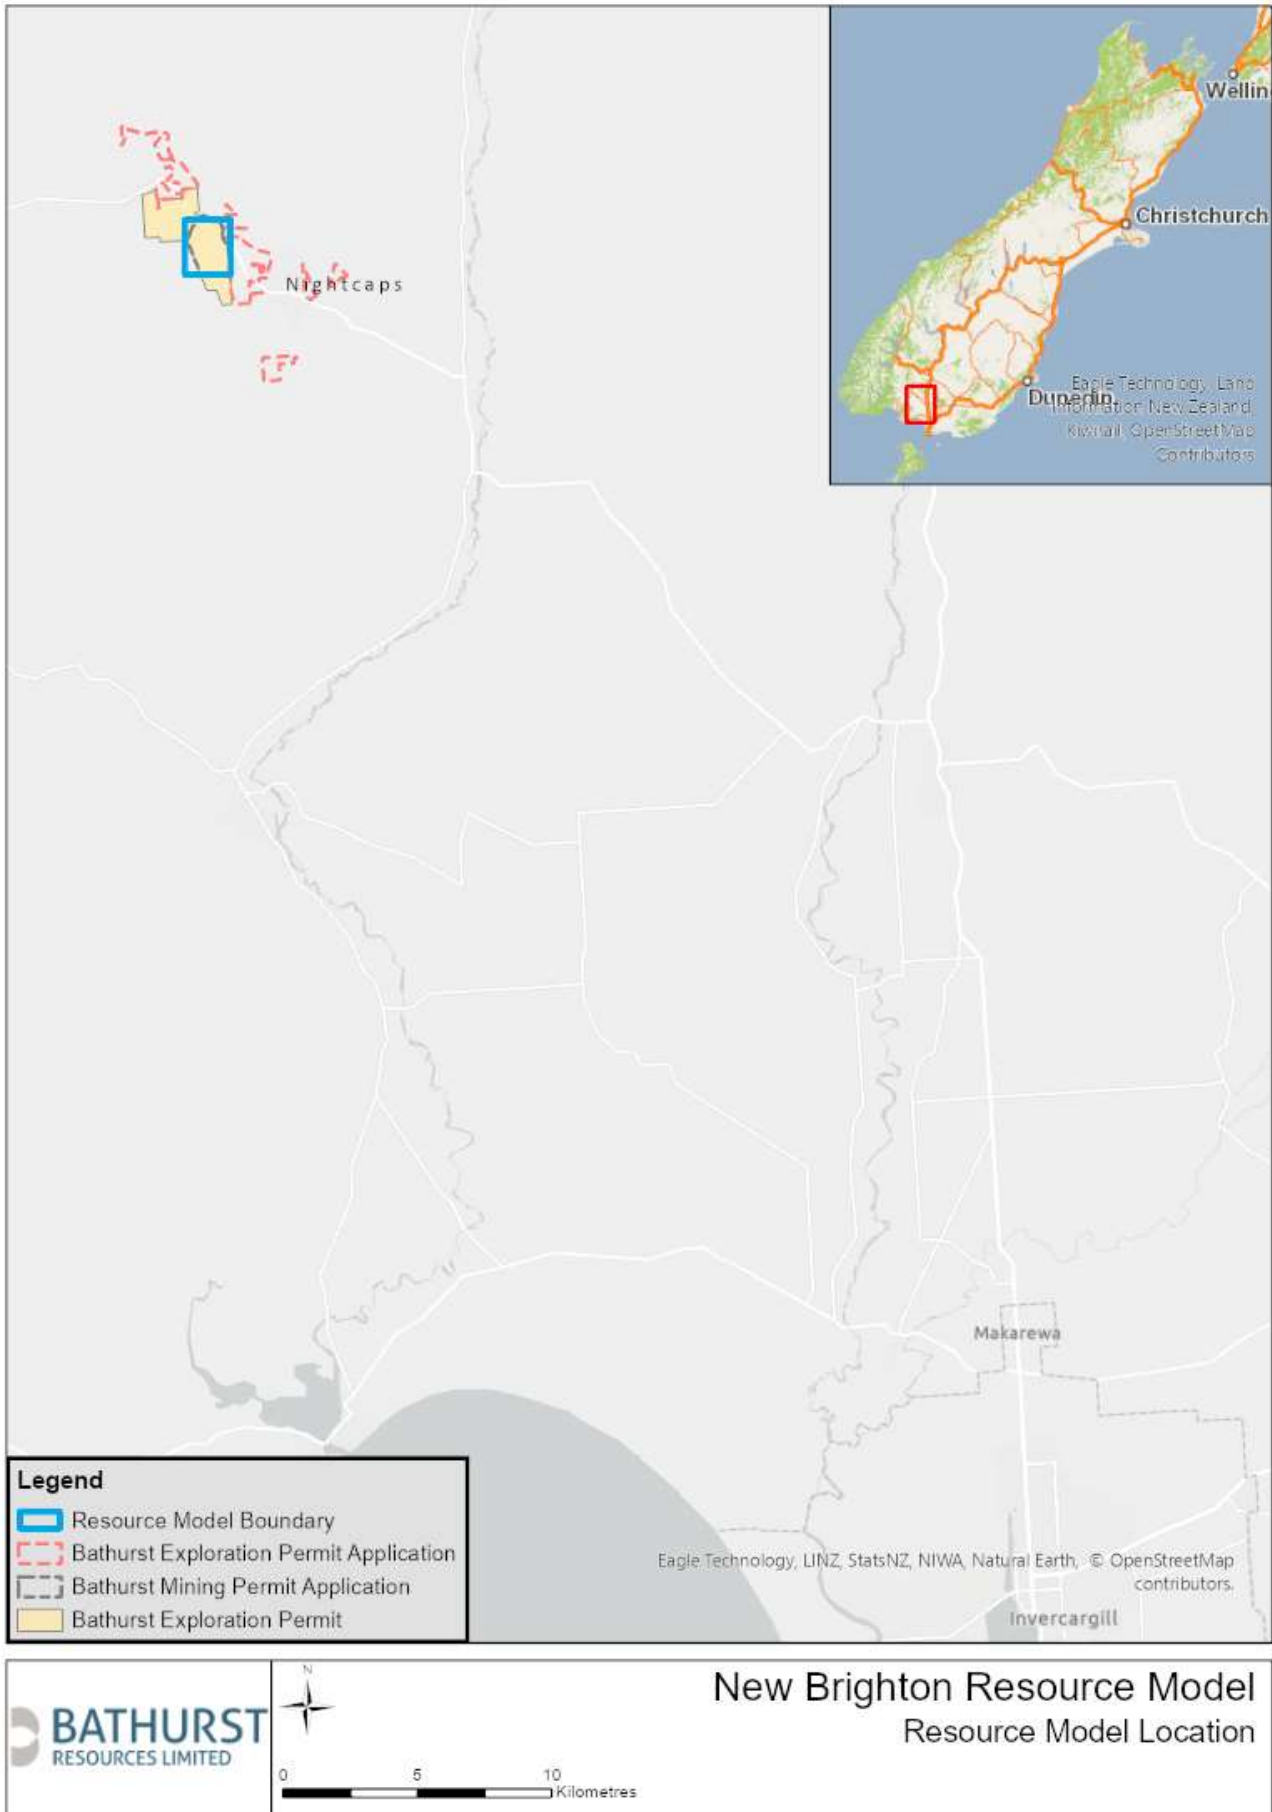 Wellin
Christchurch
Dunedin
Eagle Technology, Land
Information New Zealand,
Kiwirail, OpenStreetMap
Contributors
Nightcaps
Makarewa
Legend
Resource Model Boundary
Bathurst Exploration Permit Application
Bathurst Mining Permit Application
Bathurst Exploration Permit
Eagle Technology, LINZ, StatsNZ, NIWA, Natural Earth, © OpenStreetMap
contributors.
Invercargill
BATHURST
RESOURCES LIMITED
N
0 5 10
Kilometres
New Brighton Resource Model
Resource Model Location